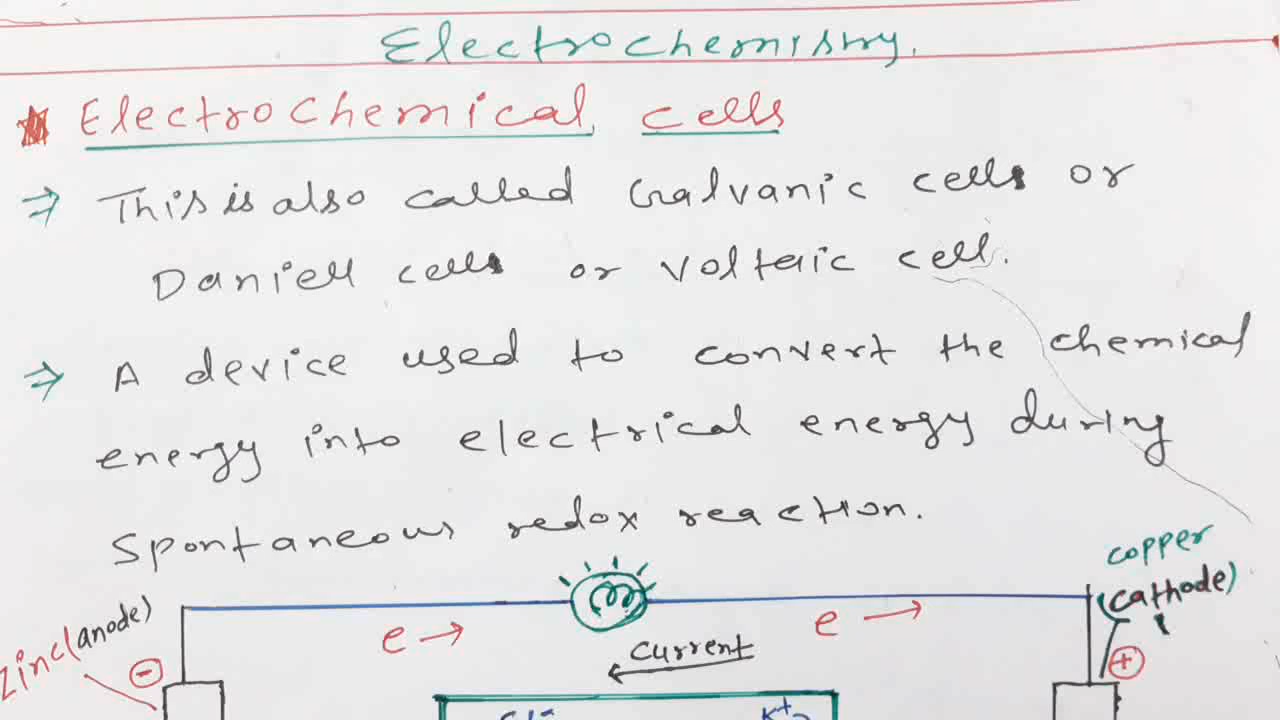 Electrochemistry.
Electrochemical cells
⇒ This is also called Galvanic cells or
Daniell cells or Voltaic cell.
⇒ A device used to convert the chemical
energy into electrical energy during
Spontaneous redox reaction.
copper
(cathode)
Zinc (anode)
e →
e →
Current
−
+
K+